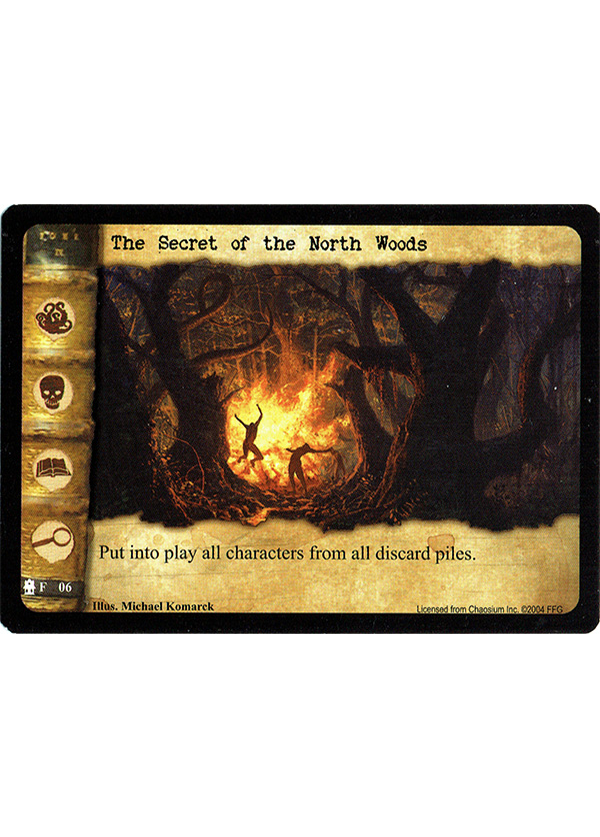 The Secret of the North Woods
Put into play all characters from all discard piles.
F 06
Illus. Michael Komarck
Licensed from Chaosium Inc. ©2004 FFG